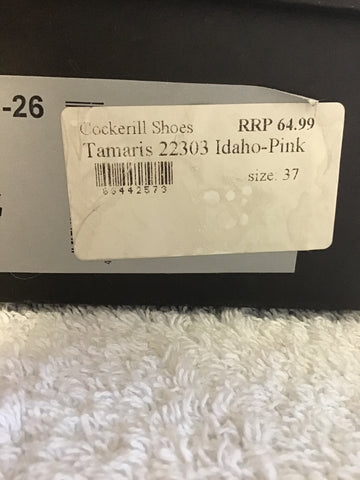 -26
Cockerill Shoes RRP 64.99
Tamaris 22303 Idaho-Pink
size: 37